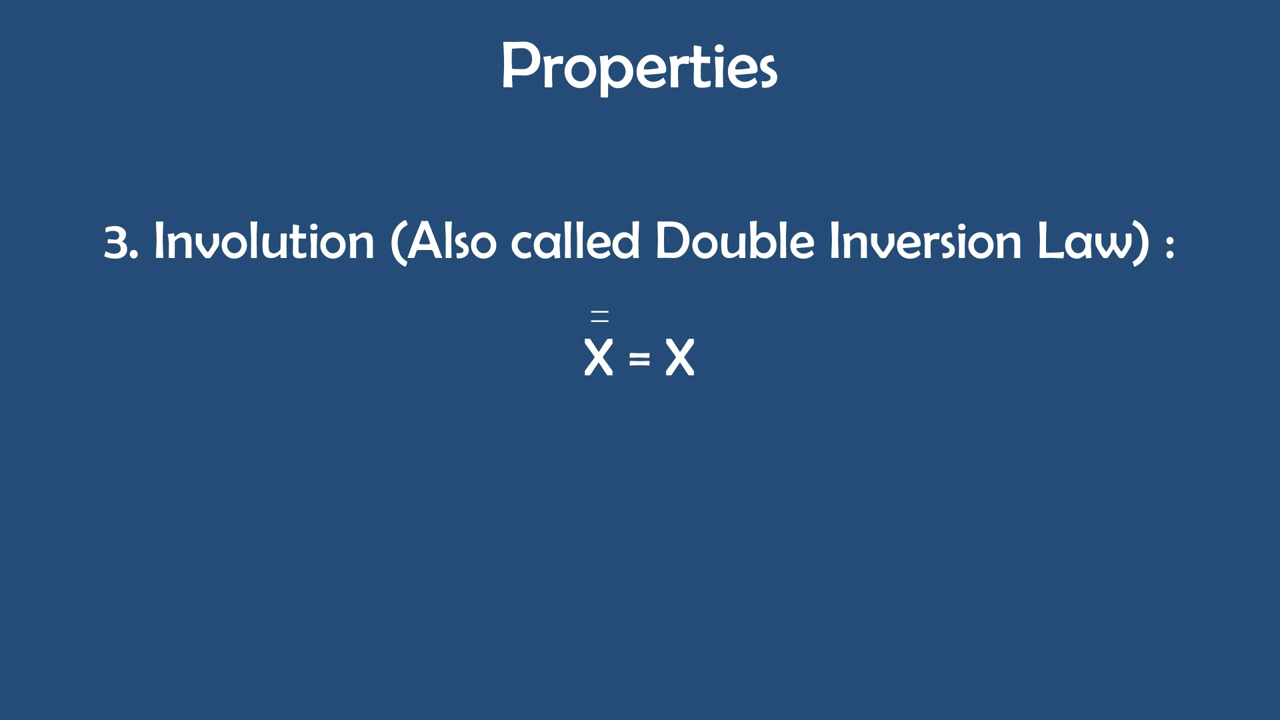 Properties
3. Involution (Also called Double Inversion Law) :
X̿ = X